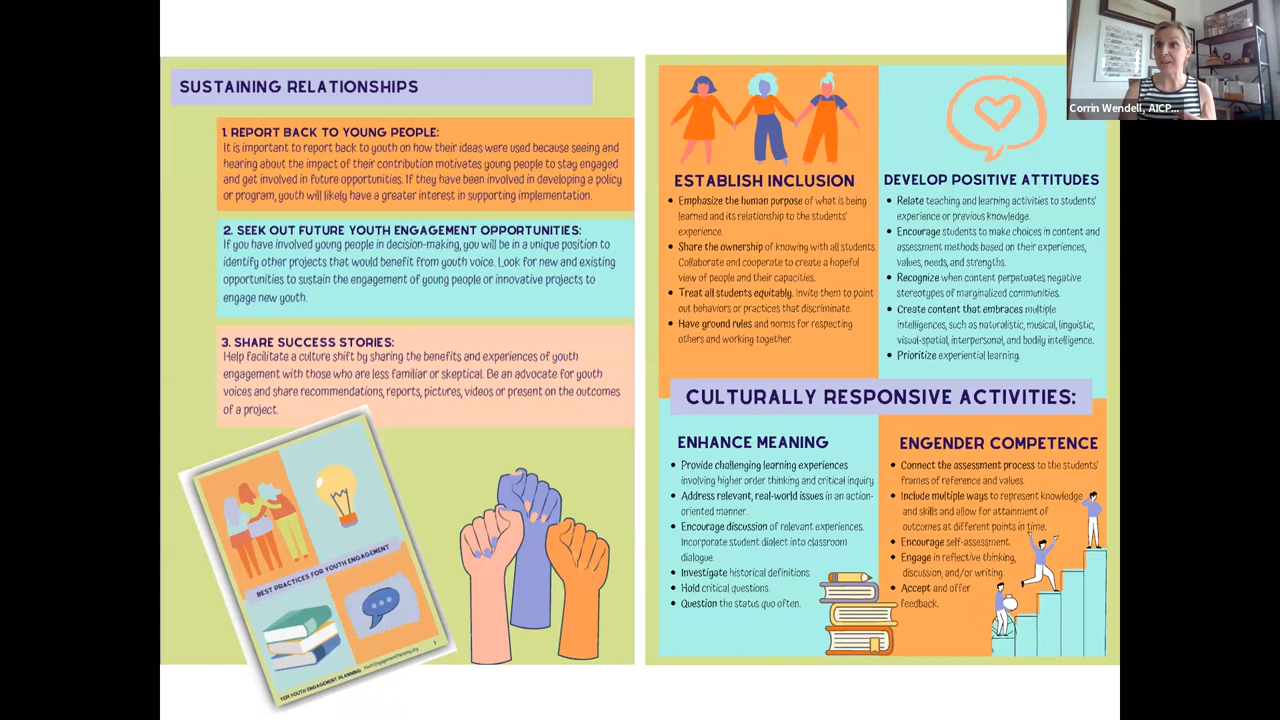 SUSTAINING RELATIONSHIPS
1. REPORT BACK TO YOUNG PEOPLE:
It is important to report back to youth on how their ideas were used because seeing and
hearing about the impact of their contribution motivates young people to stay engaged
and get involved in future opportunities. If they have been involved in developing a policy
or program, youth will likely have a greater interest in supporting implementation.
2. SEEK OUT FUTURE YOUTH ENGAGEMENT OPPORTUNITIES:
If you have involved young people in decision-making, you will be in a unique position to
identify other projects that would benefit from youth voice. Look for new and existing
opportunities to sustain the engagement of young people or innovative projects to
engage new youth.
3. SHARE SUCCESS STORIES:
Help facilitate a culture shift by sharing the benefits and experiences of youth
engagement with those who are less familiar or skeptical. Be an advocate for youth
voices and share recommendations, reports, pictures, videos or present on the outcomes
of a project.
BEST PRACTICES FOR YOUTH ENGAGEMENT
YEP! YOUTH ENGAGEMENT PLANNING YouthEngagementPlanning.org
1
ESTABLISH INCLUSION
Emphasize the human purpose of what is being
learned and its relationship to the students'
experience.
Share the ownership of knowing with all students.
Collaborate and cooperate to create a hopeful
view of people and their capacities.
Treat all students equitably. Invite them to point
out behaviors or practices that discriminate.
Have ground rules and norms for respecting
others and working together.
DEVELOP POSITIVE ATTITUDES
Relate teaching and learning activities to students'
experience or previous knowledge.
Encourage students to make choices in content and
assessment methods based on their experiences,
values, needs, and strengths.
Recognize when content perpetuates negative
stereotypes of marginalized communities.
Create content that embraces multiple
intelligences, such as naturalistic, musical, linguistic,
visual-spatial, interpersonal, and bodily intelligence.
Prioritize experiential learning.
CULTURALLY RESPONSIVE ACTIVITIES:
ENHANCE MEANING
Provide challenging learning experiences
involving higher order thinking and critical inquiry.
Address relevant, real-world issues in an action-
oriented manner.
Encourage discussion of relevant experiences.
Incorporate student dialect into classroom
dialogue.
Investigate historical definitions.
Hold critical questions.
Question the status quo often.
ENGENDER COMPETENCE
Connect the assessment process to the students'
frames of reference and values.
Include multiple ways to represent knowledge
and skills and allow for attainment of
outcomes at different points in time.
Encourage self-assessment.
Engage in reflective thinking,
discussion, and/or writing.
Accept and offer
feedback.
Corrin Wendell, AICP...